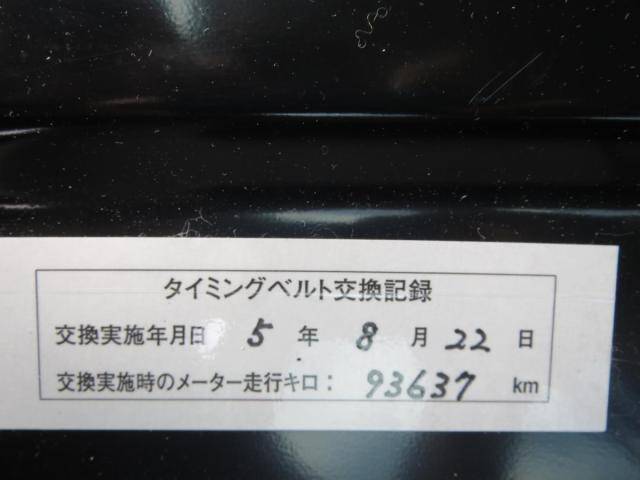 タイミングベルト交換記録
交換実施年月日 5 年 8 月 22 日
交換実施時のメーター走行キロ： 93637 km